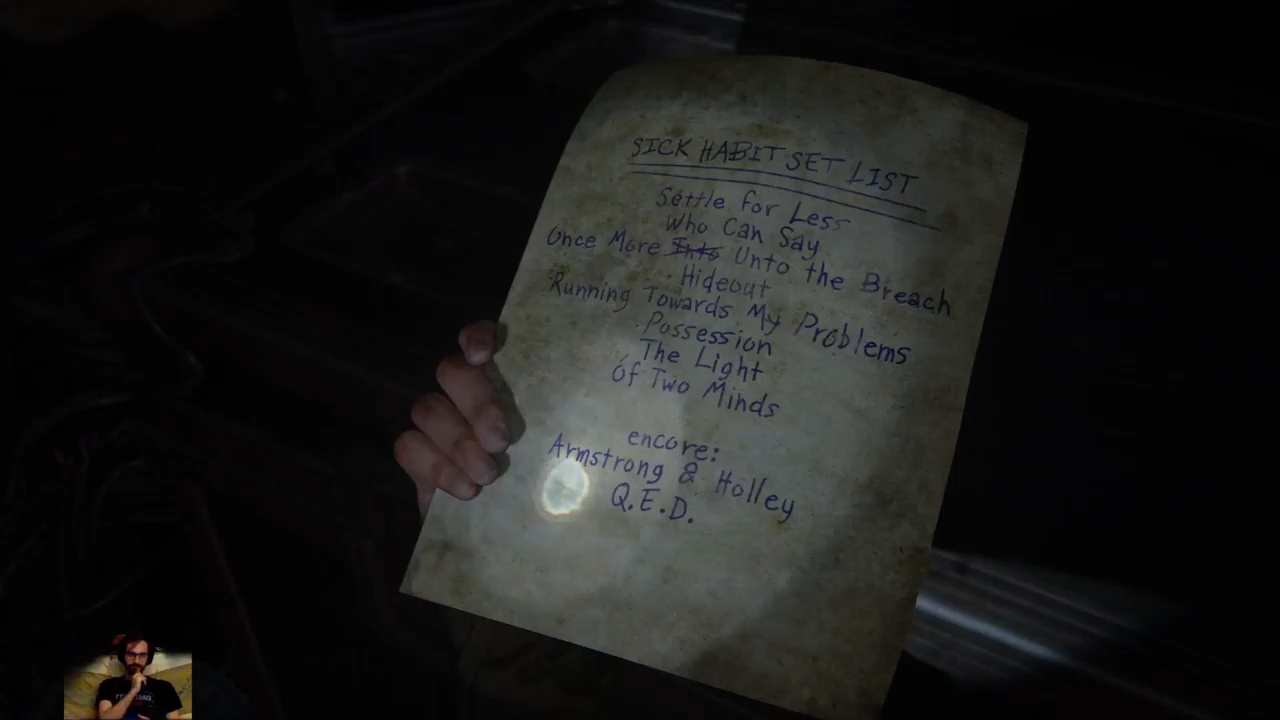 SICK HABIT SET LIST
Settle for Less
Who Can Say
Once More Into Unto the Breach
Hideout
Running Towards My Problems
Possession
The Light
Of Two Minds
encore:
Armstrong & Holley
Q.E.D.